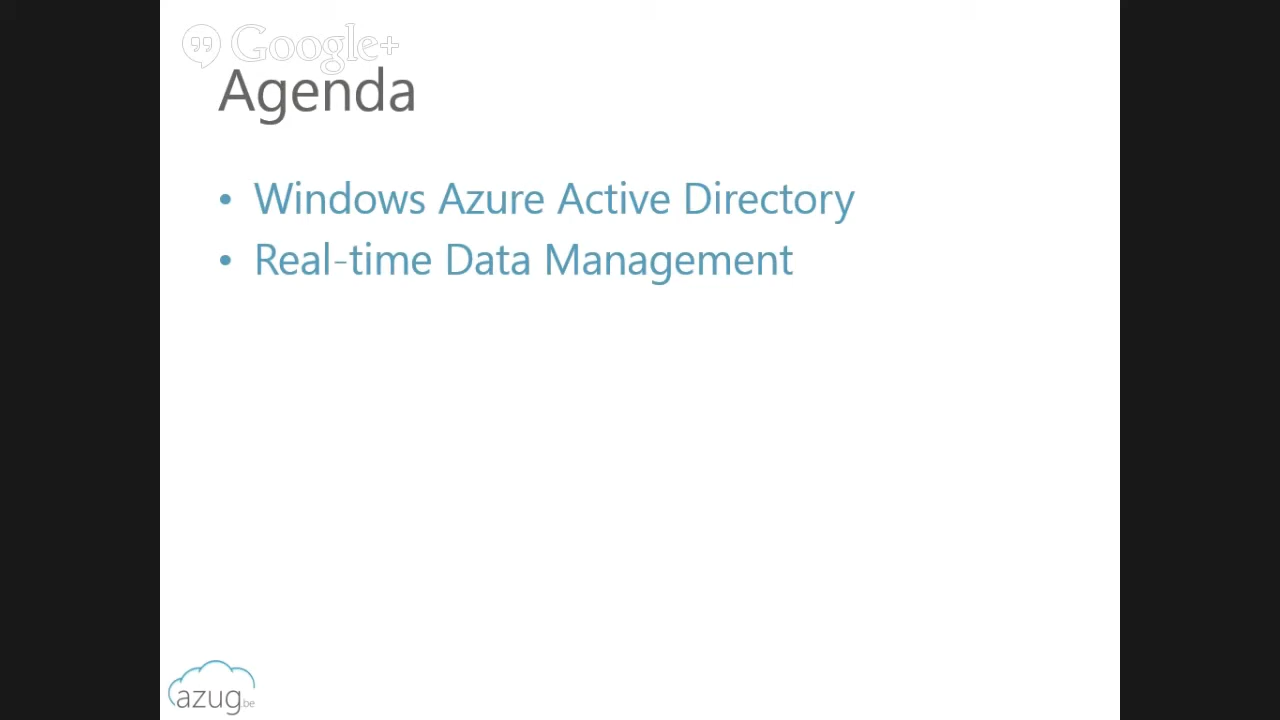 Google+
Agenda
• Windows Azure Active Directory
• Real-time Data Management
azug.be